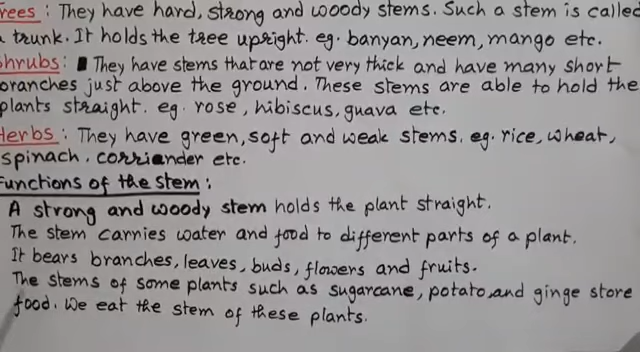 Trees : They have hard, strong and wooody stems. Such a stem is called
a trunk. It holds the tree upright. eg. banyan, neem, mango etc.
Shrubs: They have stems that are not very thick and have many short
branches just above the ground. These stems are able to hold the
plants straight. eg. rose, hibiscus, guava etc.
Herbs : They have green, soft and weak stems. eg. rice, wheat,
spinach, corriander etc.
Functions of the stem :
A strong and woody stem holds the plant straight.
The stem carries water and food to different parts of a plant.
It bears branches, leaves, buds, flowers and fruits.
The stems of some plants such as sugarcane, potato, and ginge store
food. We eat the stem of these plants.